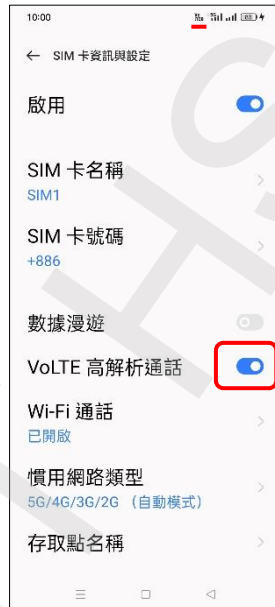 10:00
← SIM 卡資訊與設定
啟用
SIM 卡名稱
SIM1
SIM 卡號碼
+886
數據漫遊
VoLTE 高解析通話
Wi-Fi 通話
已開啟
慣用網路類型
5G/4G/3G/2G （自動模式）
存取點名稱